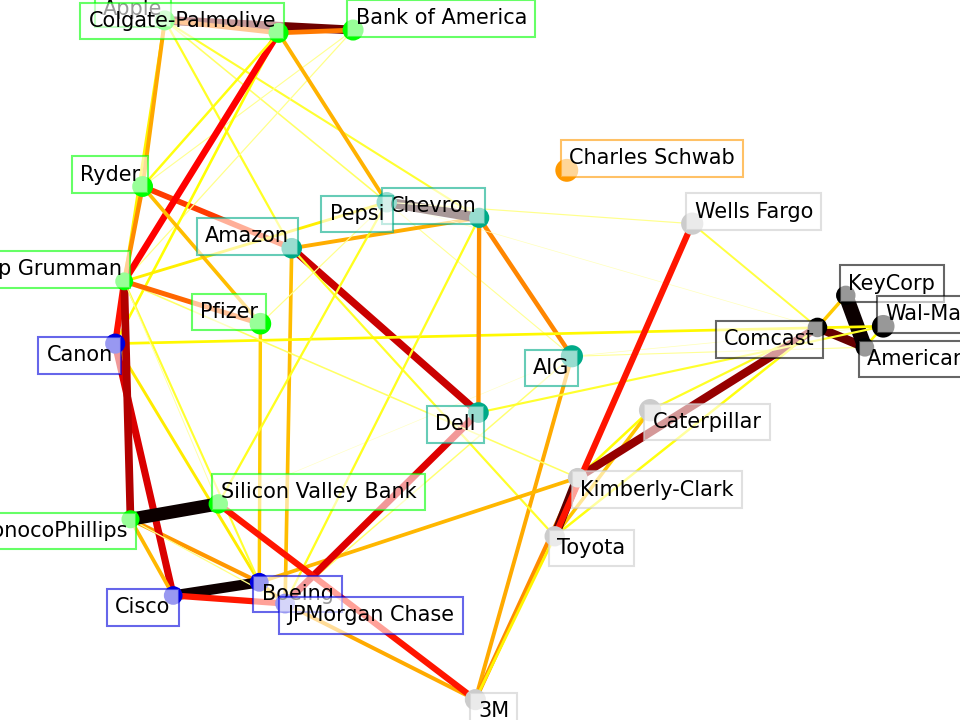 Apple
Colgate-Palmolive
Bank of America
Charles Schwab
Ryder
Pepsi
Chevron
Wells Fargo
Amazon
p Grumman
KeyCorp
Pfizer
Wal-Ma
Comcast
Canon
American
AIG
Dell
Caterpillar
Silicon Valley Bank
Kimberly-Clark
onocoPhillips
Toyota
Boeing
Cisco
JPMorgan Chase
3M